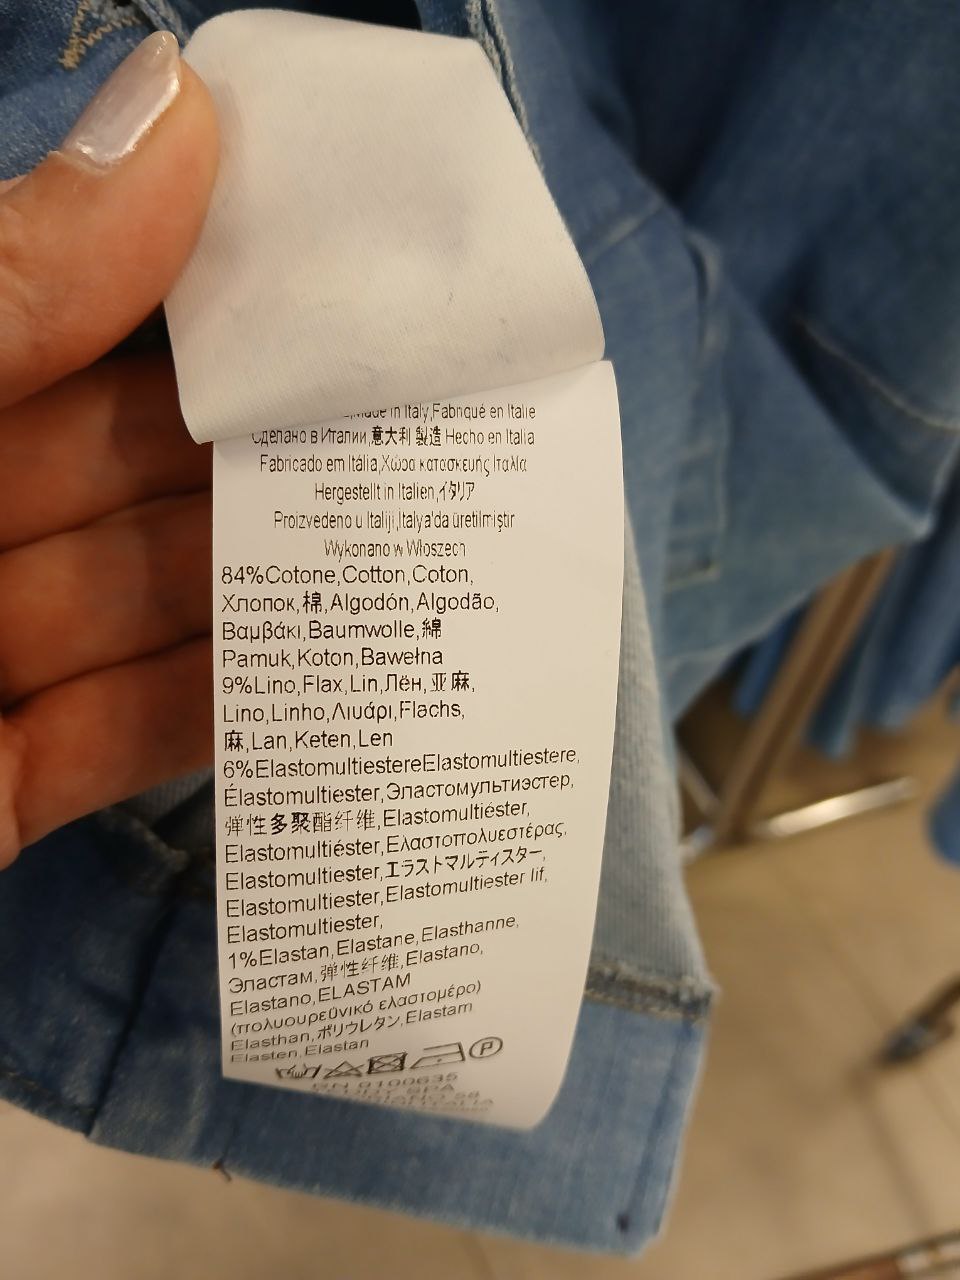 Made in Italy,Fabriqué en Italie
Сделано в Италии,意大利 製造 Hecho en Italia
Fabricado em Itália,Χώρα κατασκευής Ιταλία
Hergestellt in Italien,イタリア
Proizvedeno u Italiji,İtalya'da üretilmiştir
Wykonano w Włoszech
84%Cotone,Cotton,Coton,
Хлопок,棉,Algodón,Algodão,
Βαμβάκι,Baumwolle,綿
Pamuk,Koton,Bawełna
9%Lino,Flax,Lin,Лён,亚麻,
Lino,Linho,Λινάρι,Flachs,
麻,Lan,Keten,Len
6%ElastomultiestereElastomultiestere,
Élastomultiester,Эластомультиэстер,
弹性多聚酯纤维,Elastomultiéster,
Elastomultiéster,Ελαστοπολυεστέρας,
Elastomultiester,エラストマルティスター,
Elastomultiester,Elastomultiester lif,
Elastomultiester,
1%Elastan,Elastane,Elasthanne,
Эластам,弹性纤维,Elastano,
Elastano,ELASTAM
(πολυουρεϋνικό ελαστομέρο)
Elasthan,ポリウレタン,Elastam
Elasten,Elastan
P
RN 0100635